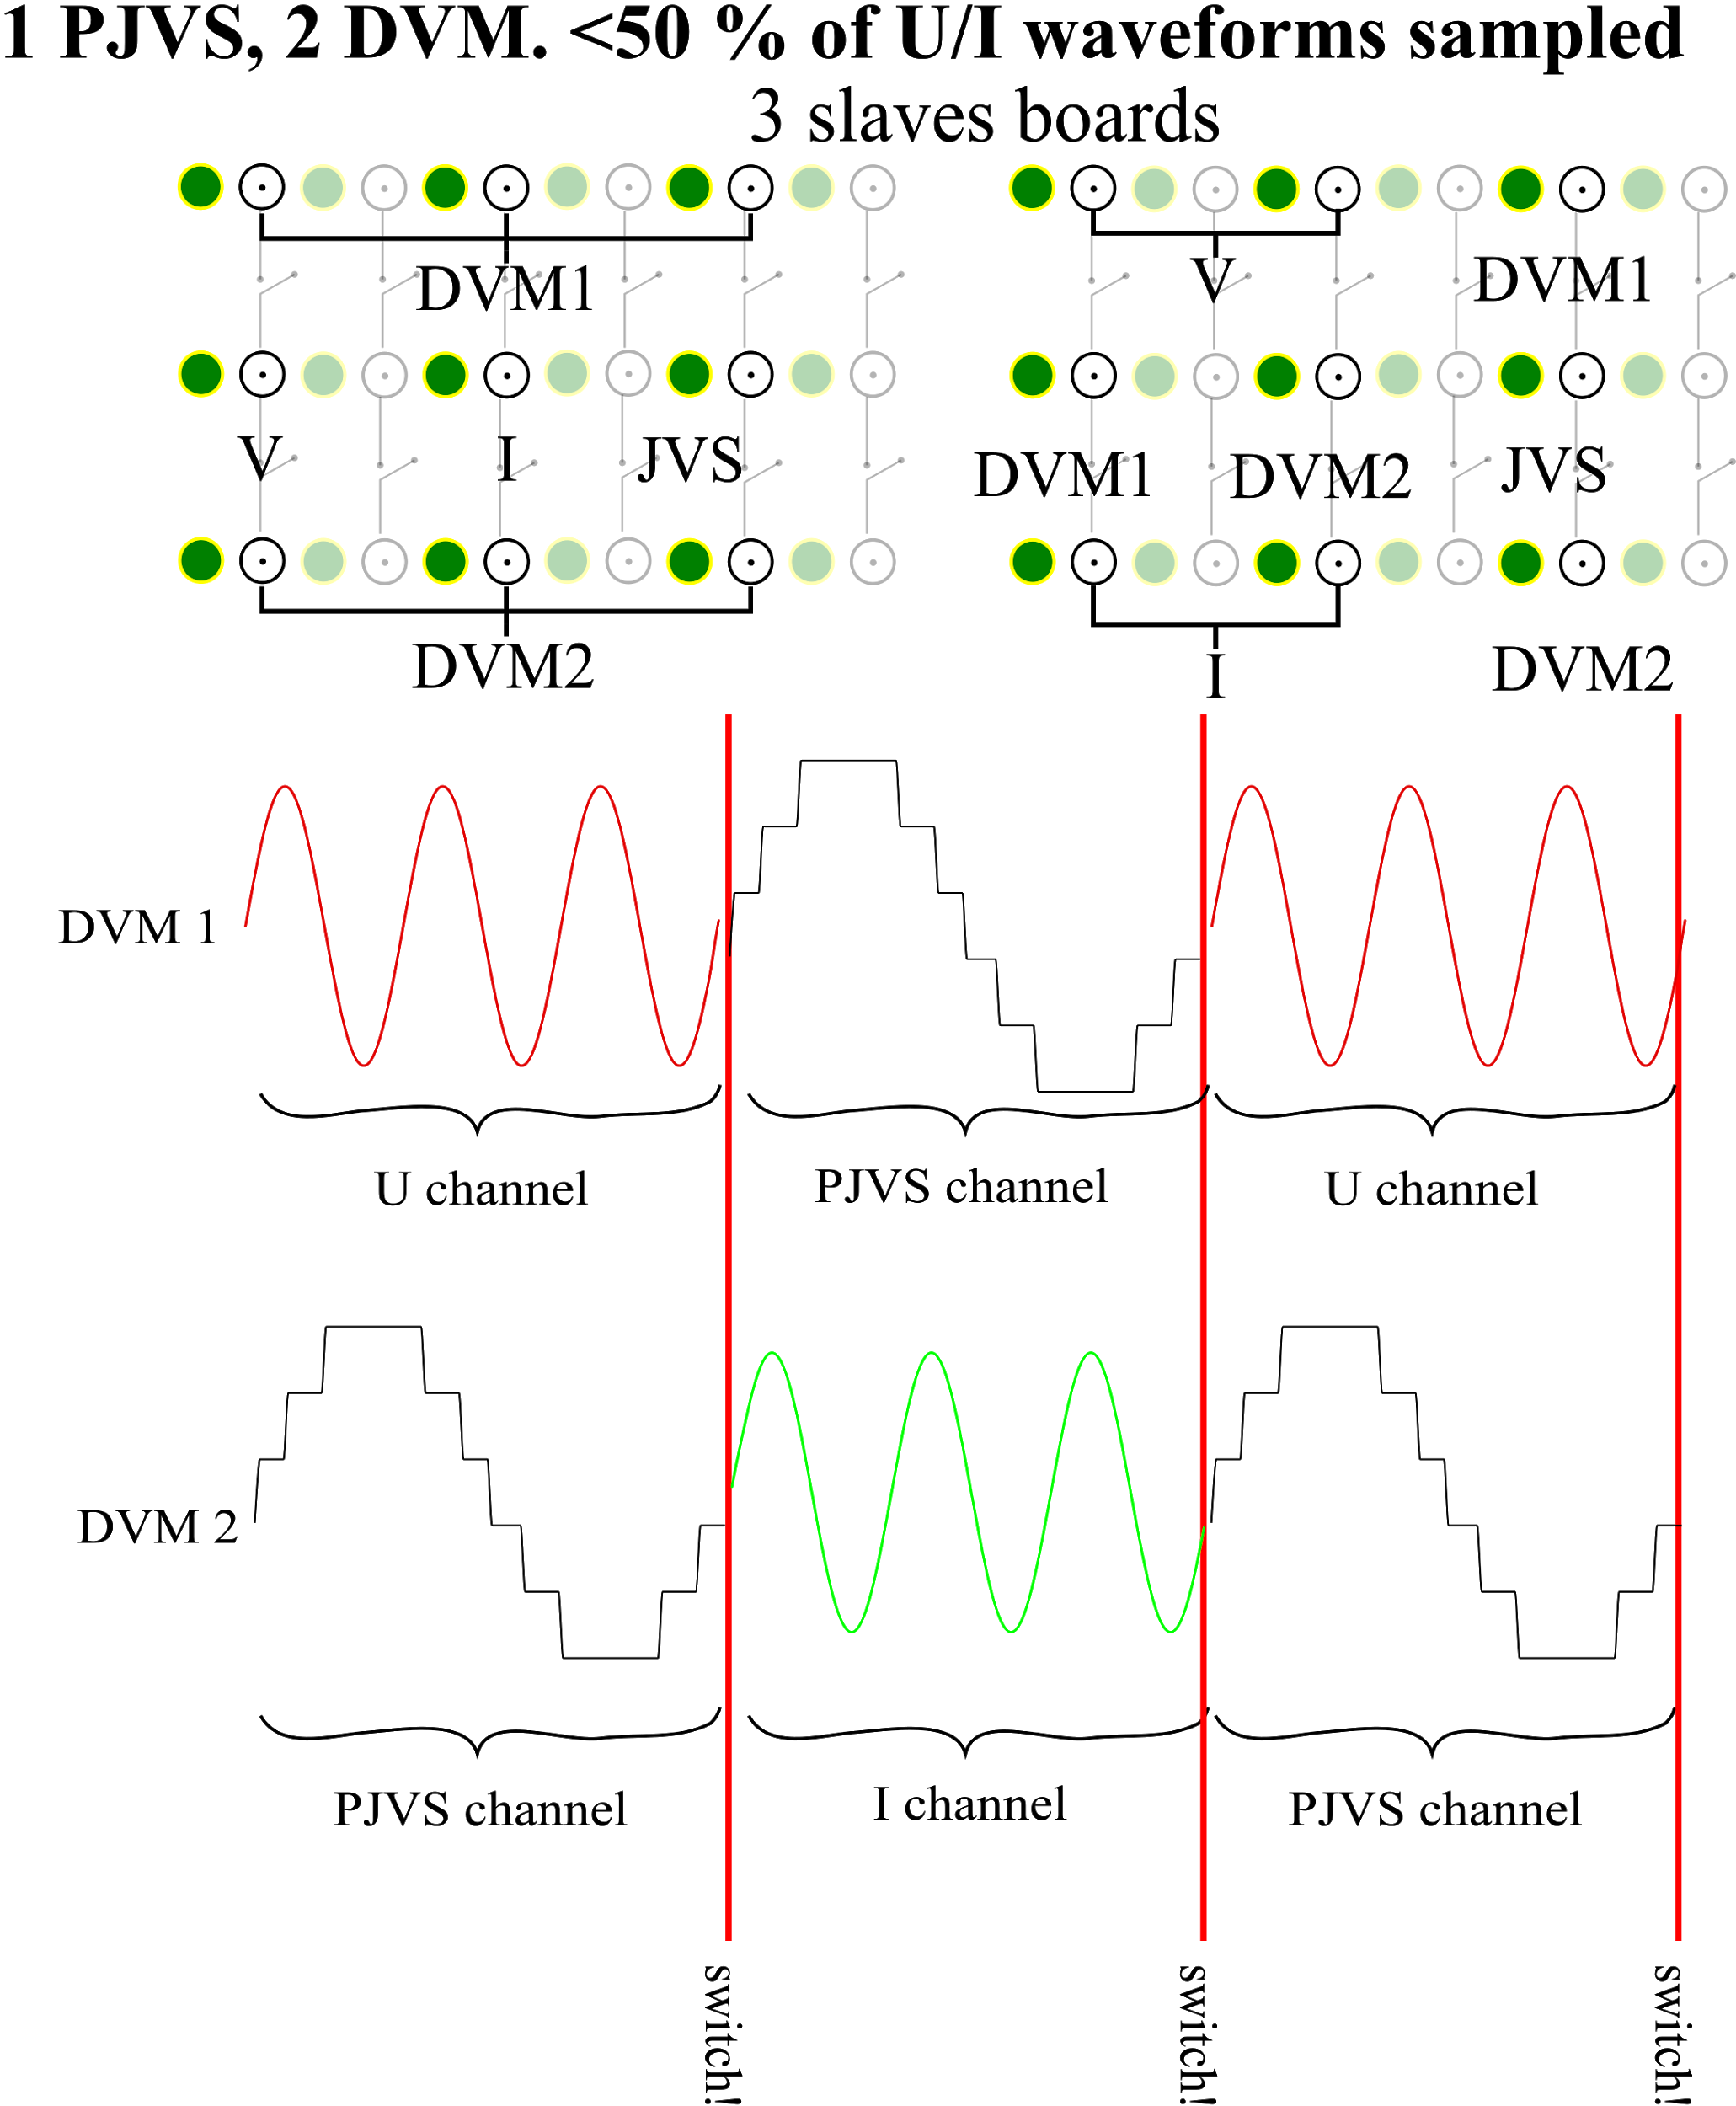 1 PJVS, 2 DVM. <50 % of U/I waveforms sampled
3 slaves boards
DVM1
V
DVM1
V
I
JVS
DVM1
DVM2
JVS
DVM2
I
DVM2
DVM 1
U channel
PJVS channel
U channel
DVM 2
PJVS channel
I channel
PJVS channel
switch!
switch!
switch!